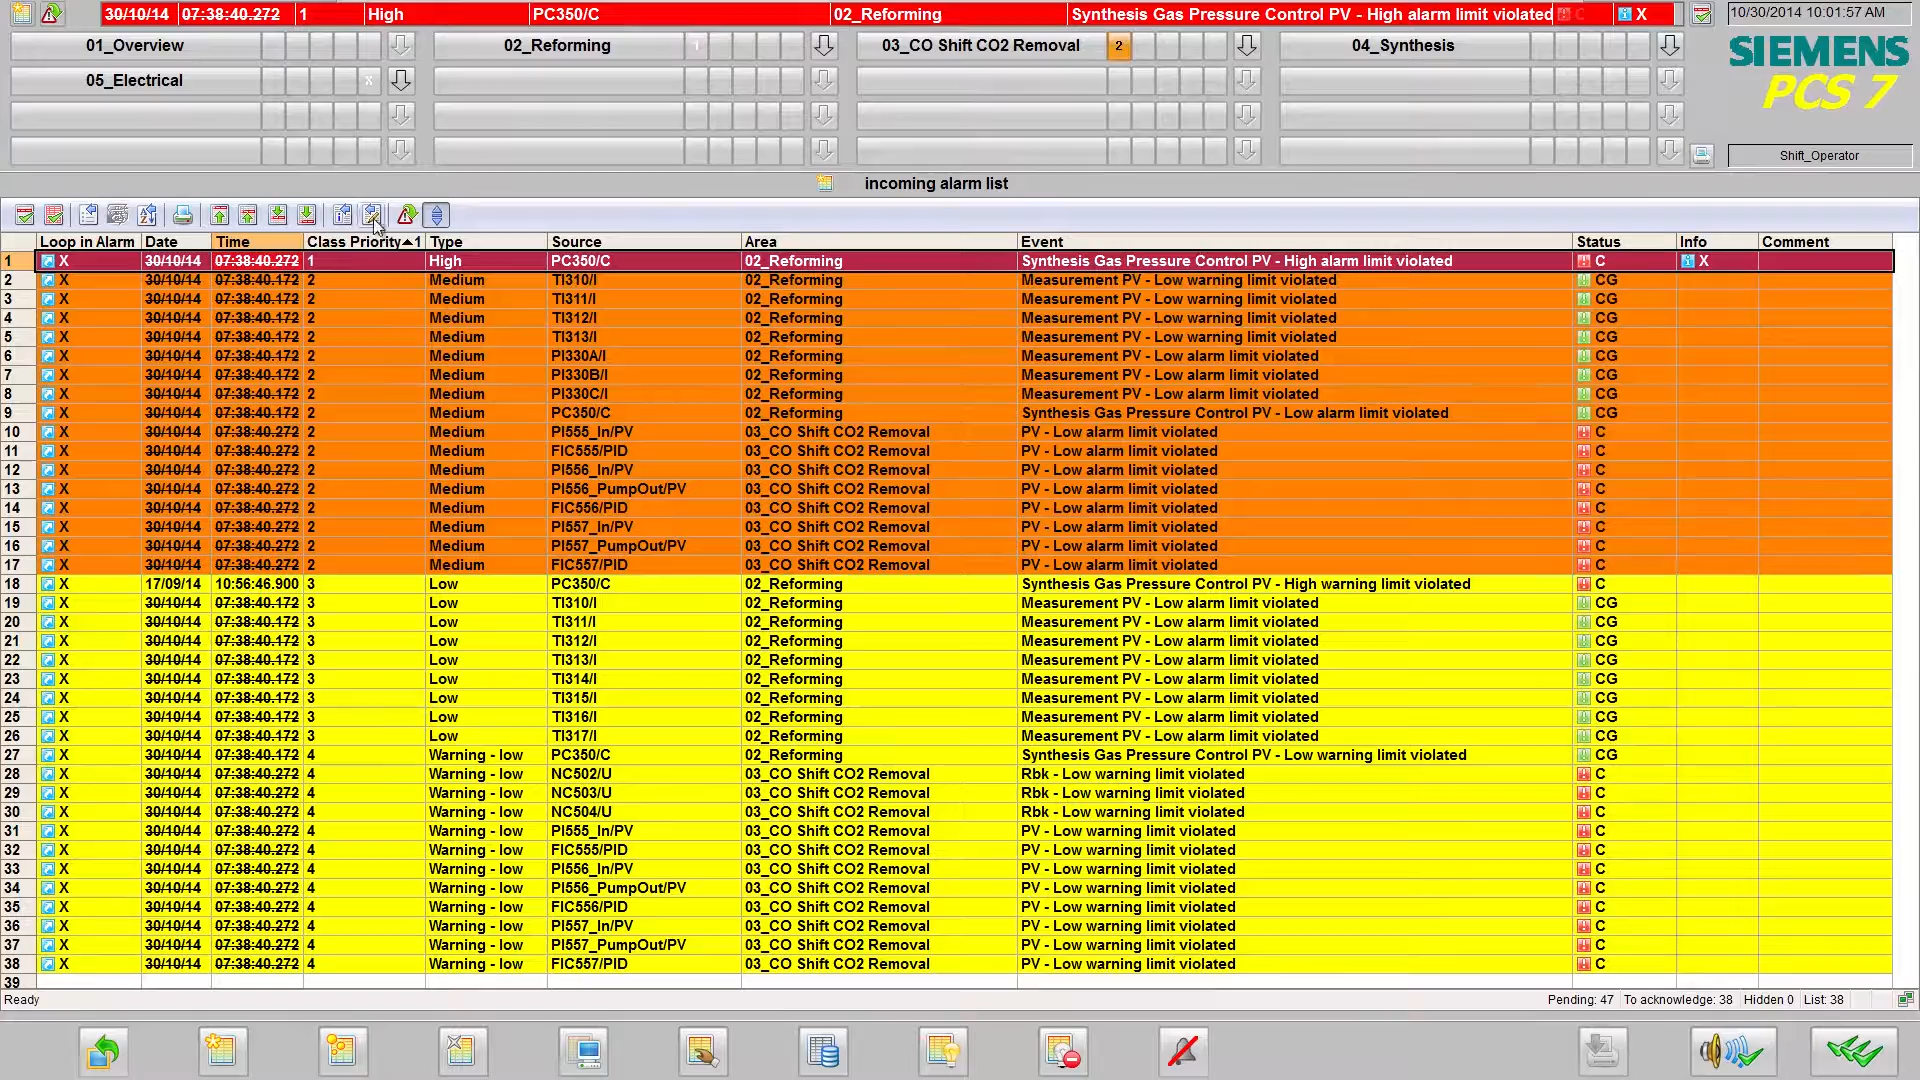 30/10/14 07:38:40.272 1 High PC350/C 02_Reforming Synthesis Gas Pressure Control PV - High alarm limit violated C X 10/30/2014 10:01:57 AM
01_Overview 02_Reforming 1 03_CO Shift CO2 Removal 2 04_Synthesis
SIEMENS
05_Electrical X
PCS 7
Shift_Operator
incoming alarm list
Loop in Alarm Date Time Class Priority 1 Type Source Area Event Status Info Comment
1 X 30/10/14 07:38:40.272 1 High PC350/C 02_Reforming Synthesis Gas Pressure Control PV - High alarm limit violated C X
2 X 30/10/14 07:38:40.172 2 Medium TI310/I 02_Reforming Measurement PV - Low warning limit violated CG
3 X 30/10/14 07:38:40.172 2 Medium TI311/I 02_Reforming Measurement PV - Low warning limit violated CG
4 X 30/10/14 07:38:40.172 2 Medium TI312/I 02_Reforming Measurement PV - Low warning limit violated CG
5 X 30/10/14 07:38:40.172 2 Medium TI313/I 02_Reforming Measurement PV - Low warning limit violated CG
6 X 30/10/14 07:38:40.172 2 Medium PI330A/I 02_Reforming Measurement PV - Low alarm limit violated CG
7 X 30/10/14 07:38:40.172 2 Medium PI330B/I 02_Reforming Measurement PV - Low alarm limit violated CG
8 X 30/10/14 07:38:40.172 2 Medium PI330C/I 02_Reforming Measurement PV - Low alarm limit violated CG
9 X 30/10/14 07:38:40.172 2 Medium PC350/C 02_Reforming Synthesis Gas Pressure Control PV - Low alarm limit violated CG
10 X 30/10/14 07:38:40.272 2 Medium PI555_In/PV 03_CO Shift CO2 Removal PV - Low alarm limit violated C
11 X 30/10/14 07:38:40.272 2 Medium FIC555/PID 03_CO Shift CO2 Removal PV - Low alarm limit violated C
12 X 30/10/14 07:38:40.272 2 Medium PI556_In/PV 03_CO Shift CO2 Removal PV - Low alarm limit violated C
13 X 30/10/14 07:38:40.272 2 Medium PI556_PumpOut/PV 03_CO Shift CO2 Removal PV - Low alarm limit violated C
14 X 30/10/14 07:38:40.272 2 Medium FIC556/PID 03_CO Shift CO2 Removal PV - Low alarm limit violated C
15 X 30/10/14 07:38:40.272 2 Medium PI557_In/PV 03_CO Shift CO2 Removal PV - Low alarm limit violated C
16 X 30/10/14 07:38:40.272 2 Medium PI557_PumpOut/PV 03_CO Shift CO2 Removal PV - Low alarm limit violated C
17 X 30/10/14 07:38:40.272 2 Medium FIC557/PID 03_CO Shift CO2 Removal PV - Low alarm limit violated C
18 X 17/09/14 10:56:46.900 3 Low PC350/C 02_Reforming Synthesis Gas Pressure Control PV - High warning limit violated C
19 X 30/10/14 07:38:40.172 3 Low TI310/I 02_Reforming Measurement PV - Low alarm limit violated CG
20 X 30/10/14 07:38:40.172 3 Low TI311/I 02_Reforming Measurement PV - Low alarm limit violated CG
21 X 30/10/14 07:38:40.172 3 Low TI312/I 02_Reforming Measurement PV - Low alarm limit violated CG
22 X 30/10/14 07:38:40.172 3 Low TI313/I 02_Reforming Measurement PV - Low alarm limit violated CG
23 X 30/10/14 07:38:40.172 3 Low TI314/I 02_Reforming Measurement PV - Low alarm limit violated CG
24 X 30/10/14 07:38:40.172 3 Low TI315/I 02_Reforming Measurement PV - Low alarm limit violated CG
25 X 30/10/14 07:38:40.172 3 Low TI316/I 02_Reforming Measurement PV - Low alarm limit violated CG
26 X 30/10/14 07:38:40.172 3 Low TI317/I 02_Reforming Measurement PV - Low alarm limit violated CG
27 X 30/10/14 07:38:40.172 4 Warning - low PC350/C 02_Reforming Synthesis Gas Pressure Control PV - Low warning limit violated CG
28 X 30/10/14 07:38:40.272 4 Warning - low NC502/U 03_CO Shift CO2 Removal Rbk - Low warning limit violated C
29 X 30/10/14 07:38:40.272 4 Warning - low NC503/U 03_CO Shift CO2 Removal Rbk - Low warning limit violated C
30 X 30/10/14 07:38:40.272 4 Warning - low NC504/U 03_CO Shift CO2 Removal Rbk - Low warning limit violated C
31 X 30/10/14 07:38:40.272 4 Warning - low PI555_In/PV 03_CO Shift CO2 Removal PV - Low warning limit violated C
32 X 30/10/14 07:38:40.272 4 Warning - low FIC555/PID 03_CO Shift CO2 Removal PV - Low warning limit violated C
33 X 30/10/14 07:38:40.272 4 Warning - low PI556_In/PV 03_CO Shift CO2 Removal PV - Low warning limit violated C
34 X 30/10/14 07:38:40.272 4 Warning - low PI556_PumpOut/PV 03_CO Shift CO2 Removal PV - Low warning limit violated C
35 X 30/10/14 07:38:40.272 4 Warning - low FIC556/PID 03_CO Shift CO2 Removal PV - Low warning limit violated C
36 X 30/10/14 07:38:40.272 4 Warning - low PI557_In/PV 03_CO Shift CO2 Removal PV - Low warning limit violated C
37 X 30/10/14 07:38:40.272 4 Warning - low PI557_PumpOut/PV 03_CO Shift CO2 Removal PV - Low warning limit violated C
38 X 30/10/14 07:38:40.272 4 Warning - low FIC557/PID 03_CO Shift CO2 Removal PV - Low warning limit violated C
39
Ready Pending: 47 To acknowledge: 38 Hidden 0 List: 38